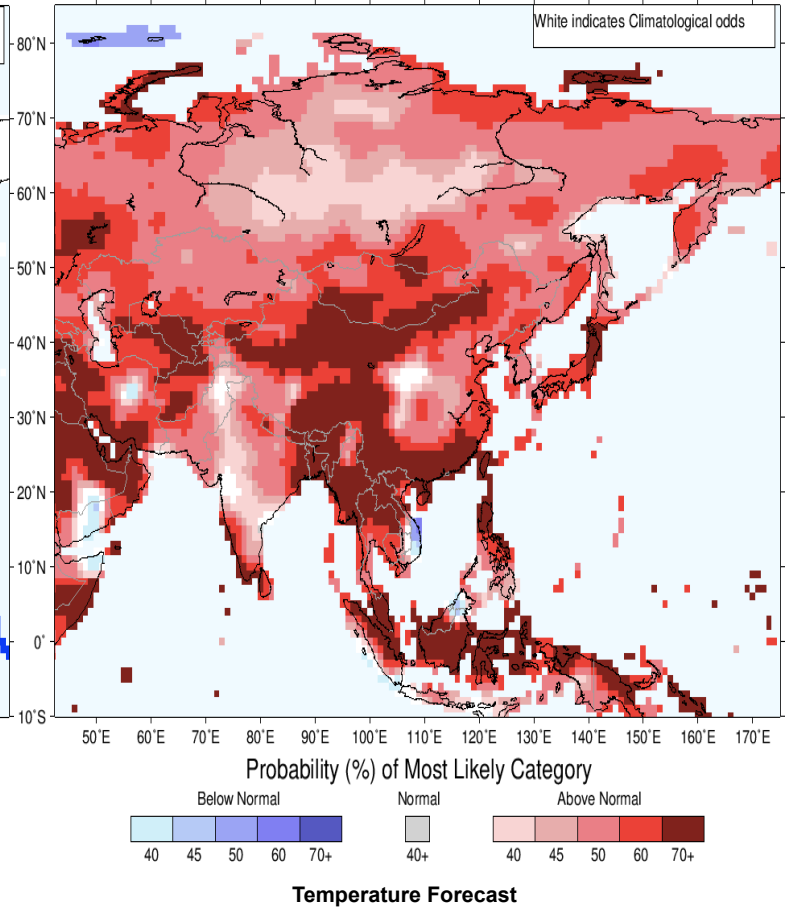 White indicates Climatological odds
80°N
70°N
60°N
50°N
40°N
30°N
20°N
10°N
0°
10°S
50°E 60°E 70°E 80°E 90°E 100°E 110°E 120°E 130°E 140°E 150°E 160°E 170°E
Probability (%) of Most Likely Category
Below Normal Normal Above Normal
40 45 50 60 70+ 40+ 40 45 50 60 70+
Temperature Forecast